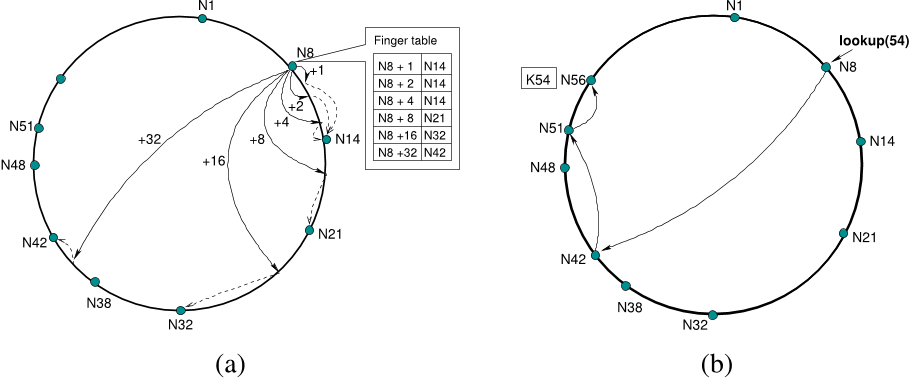 N1
N8
Finger table
N8 + 1 N14
N8 + 2 N14
N8 + 4 N14
N8 + 8 N21
N8 +16 N32
N8 +32 N42
+1
+2
+4
+8
+16
+32
N14
N21
N32
N38
N42
N48
N51
(a)
N1
lookup(54)
N8
K54 N56
N51
N48
N14
N21
N42
N38
N32
(b)